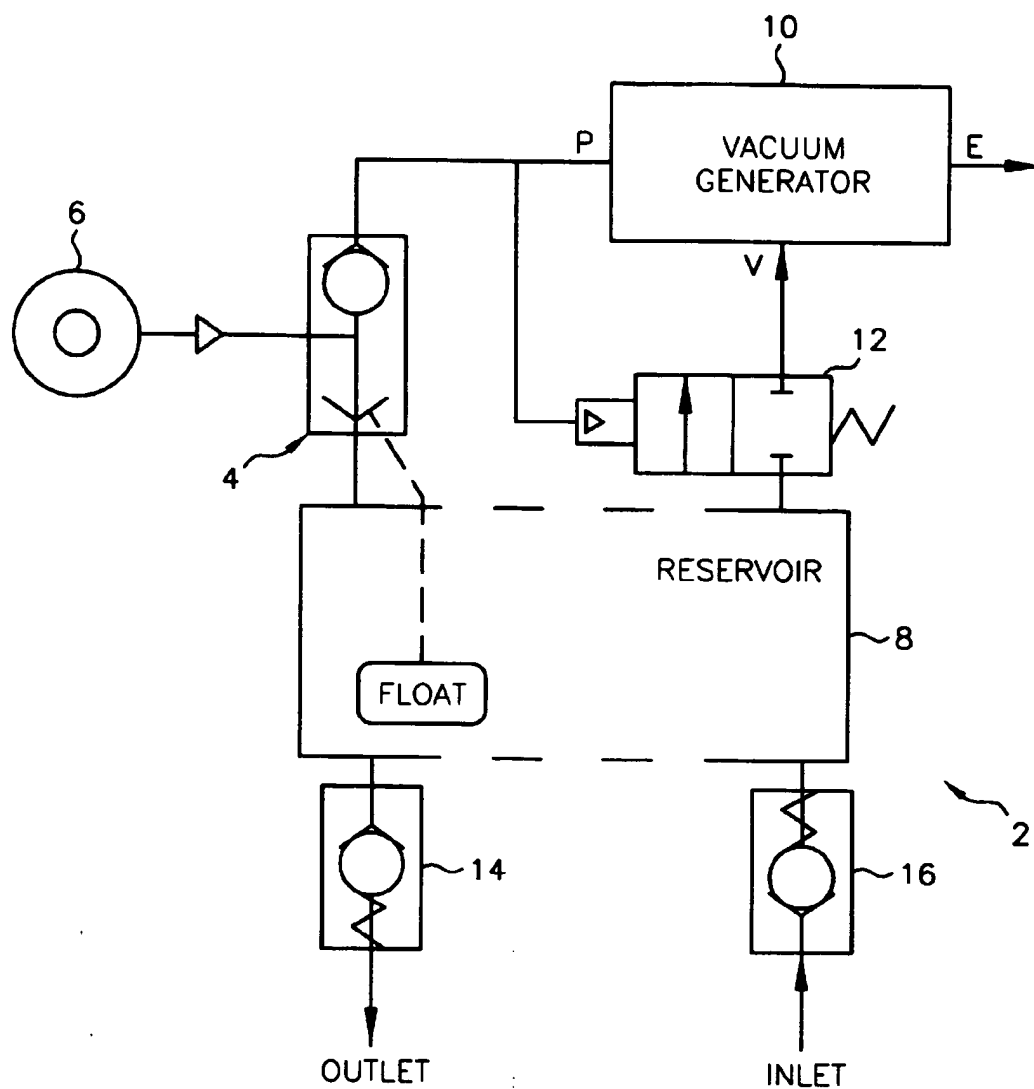 10
P
VACUUM
GENERATOR
E
6
V
12
4
RESERVOIR
8
FLOAT
2
14
16
OUTLET
INLET